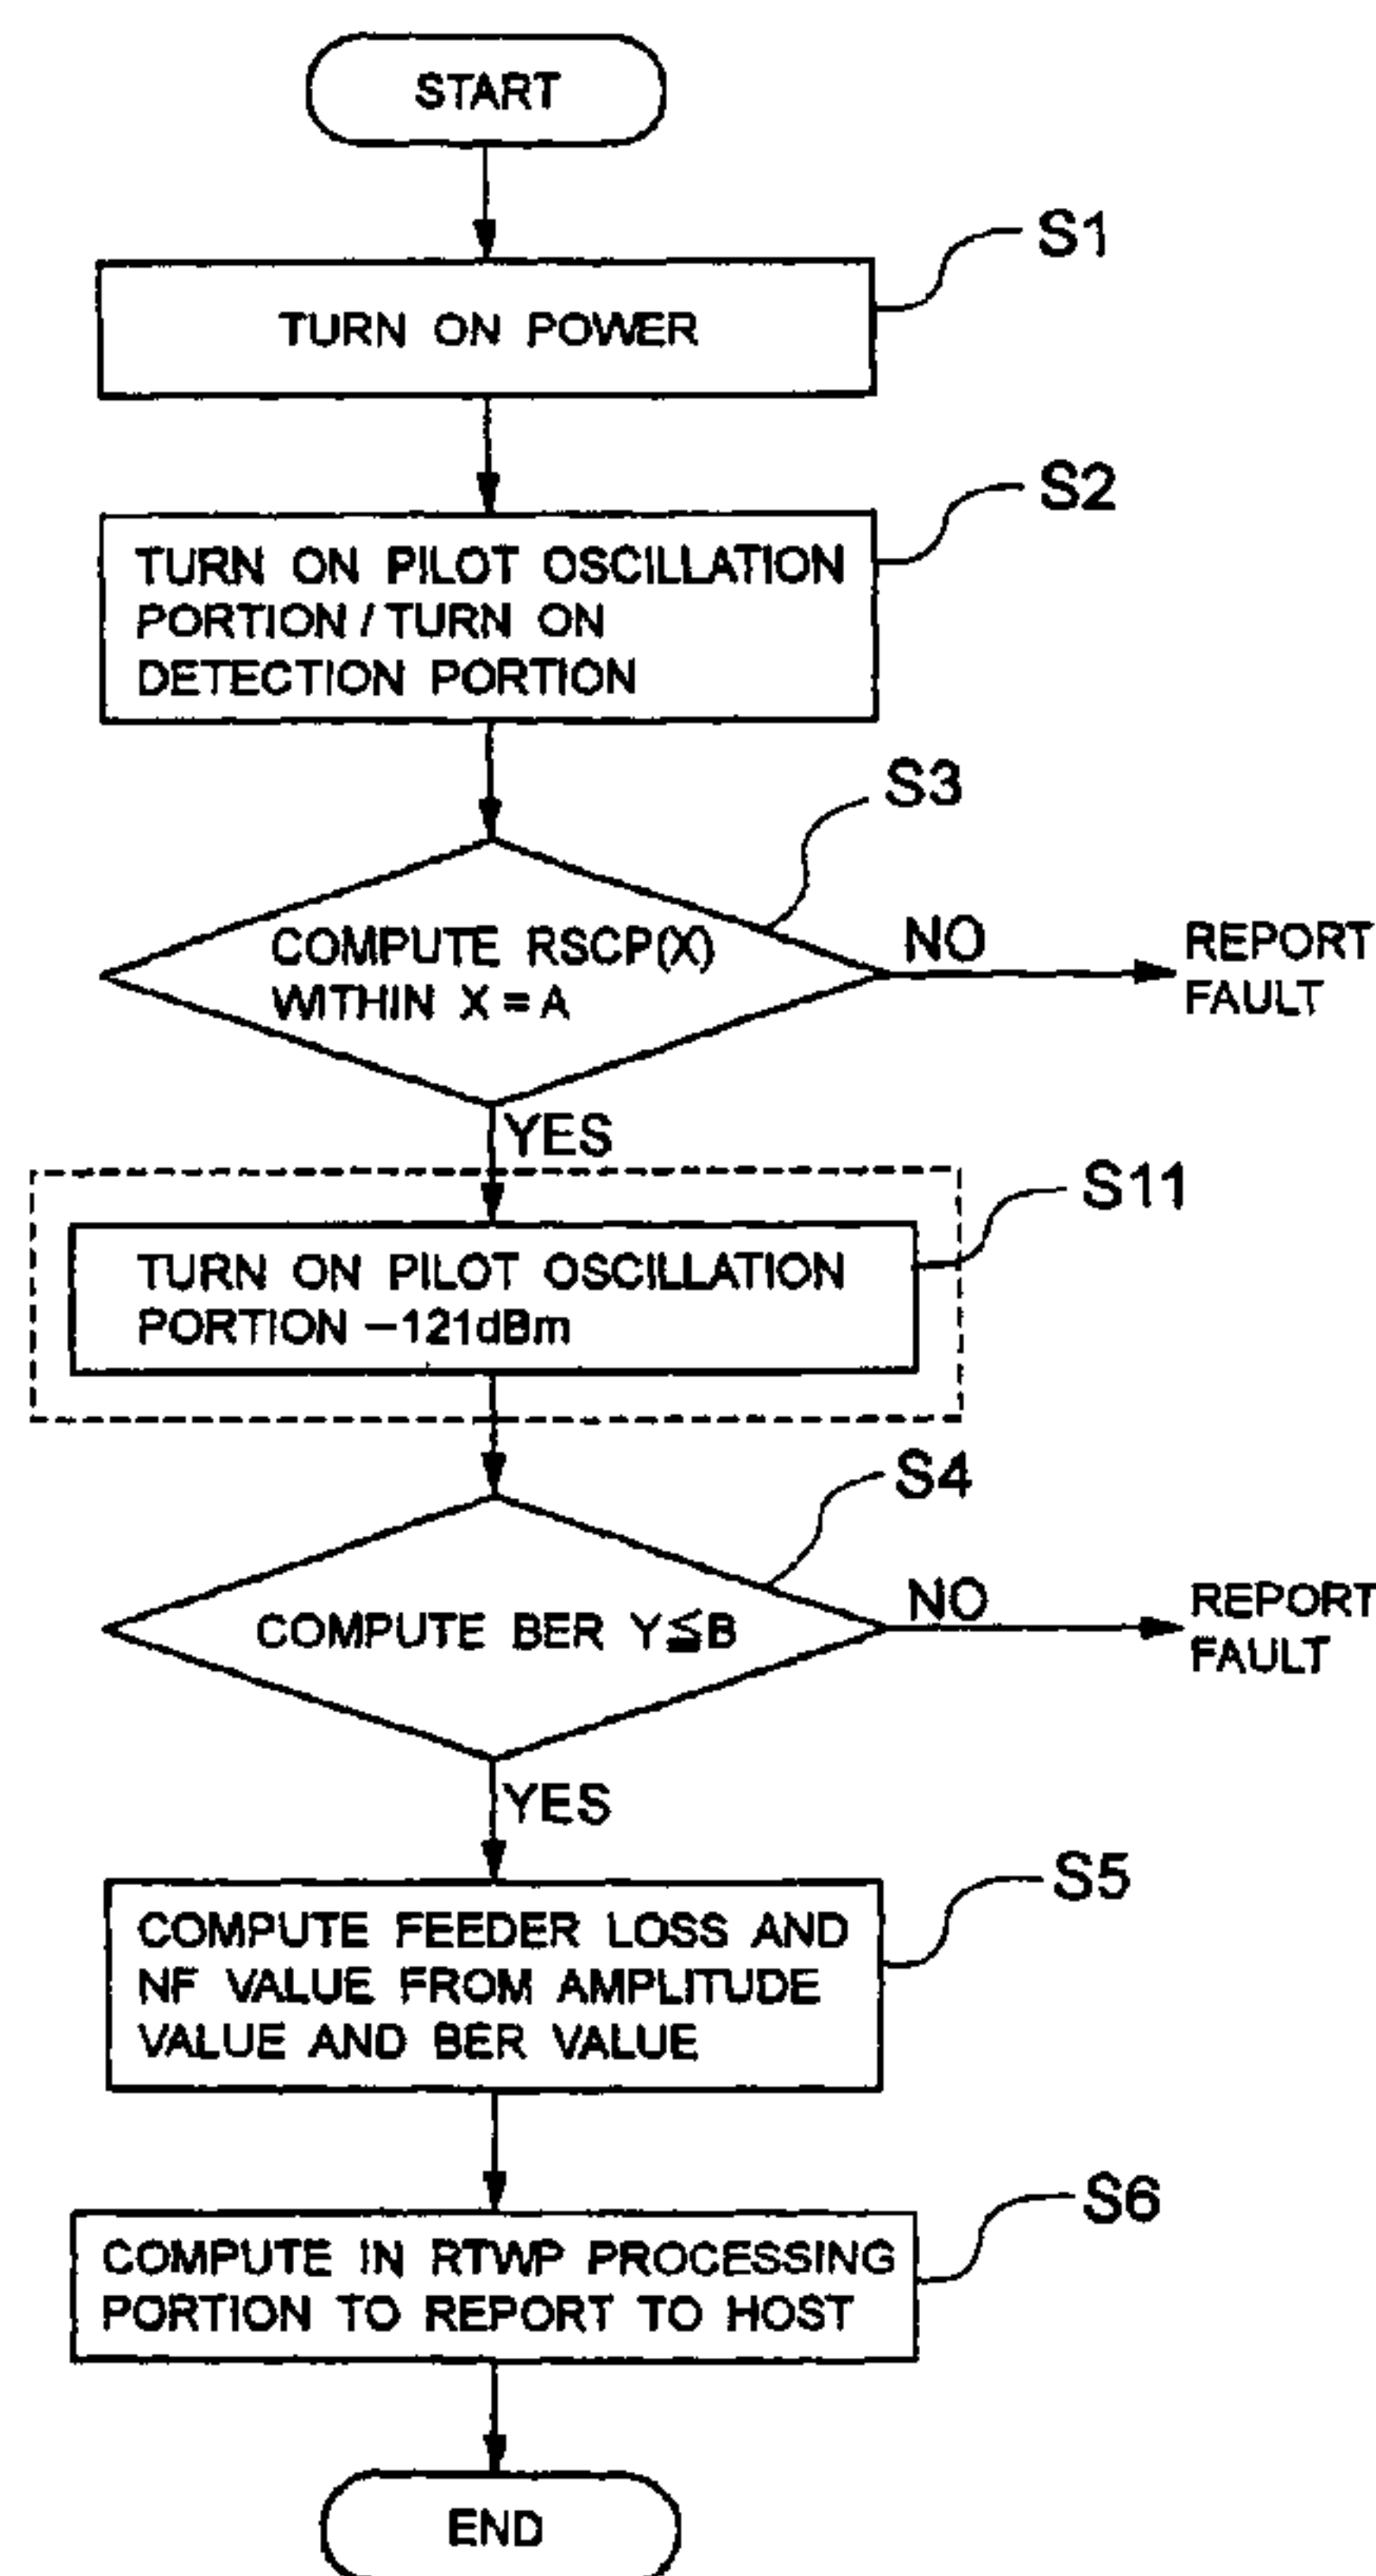 START
S1
TURN ON POWER
S2
TURN ON PILOT OSCILLATION
PORTION / TURN ON
DETECTION PORTION
S3
COMPUTE RSCP(X)
WITHIN X = A
NO
REPORT
FAULT
YES
S11
TURN ON PILOT OSCILLATION
PORTION −121dBm
S4
COMPUTE BER Y≦B
NO
REPORT
FAULT
YES
S5
COMPUTE FEEDER LOSS AND
NF VALUE FROM AMPLITUDE
VALUE AND BER VALUE
S6
COMPUTE IN RTWP PROCESSING
PORTION TO REPORT TO HOST
END